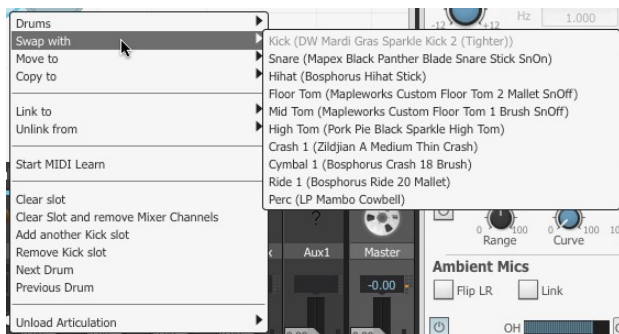 Drums
Swap with
Move to
Copy to
Link to
Unlink from
Start MIDI Learn
Clear slot
Clear Slot and remove Mixer Channels
Add another Kick slot
Remove Kick slot
Next Drum
Previous Drum
Unload Articulation
Kick (DW Mardi Gras Sparkle Kick 2 (Tighter))
Snare (Mapex Black Panther Blade Snare Stick SnOn)
Hihat (Bosphorus Hihat Stick)
Floor Tom (Mapleworks Custom Floor Tom 2 Mallet SnOff)
Mid Tom (Mapleworks Custom Floor Tom 1 Brush SnOff)
High Tom (Pork Pie Black Sparkle High Tom)
Crash 1 (Zildjian A Medium Thin Crash)
Cymbal 1 (Bosphorus Crash 18 Brush)
Ride 1 (Bosphorus Ride 20 Mallet)
Perc (LP Mambo Cowbell)
-12 +12 Hz 1.000
?
Aux1 Master
-0.00
0 100 0 100
Range Curve
Ambient Mics
Flip LR Link
OH